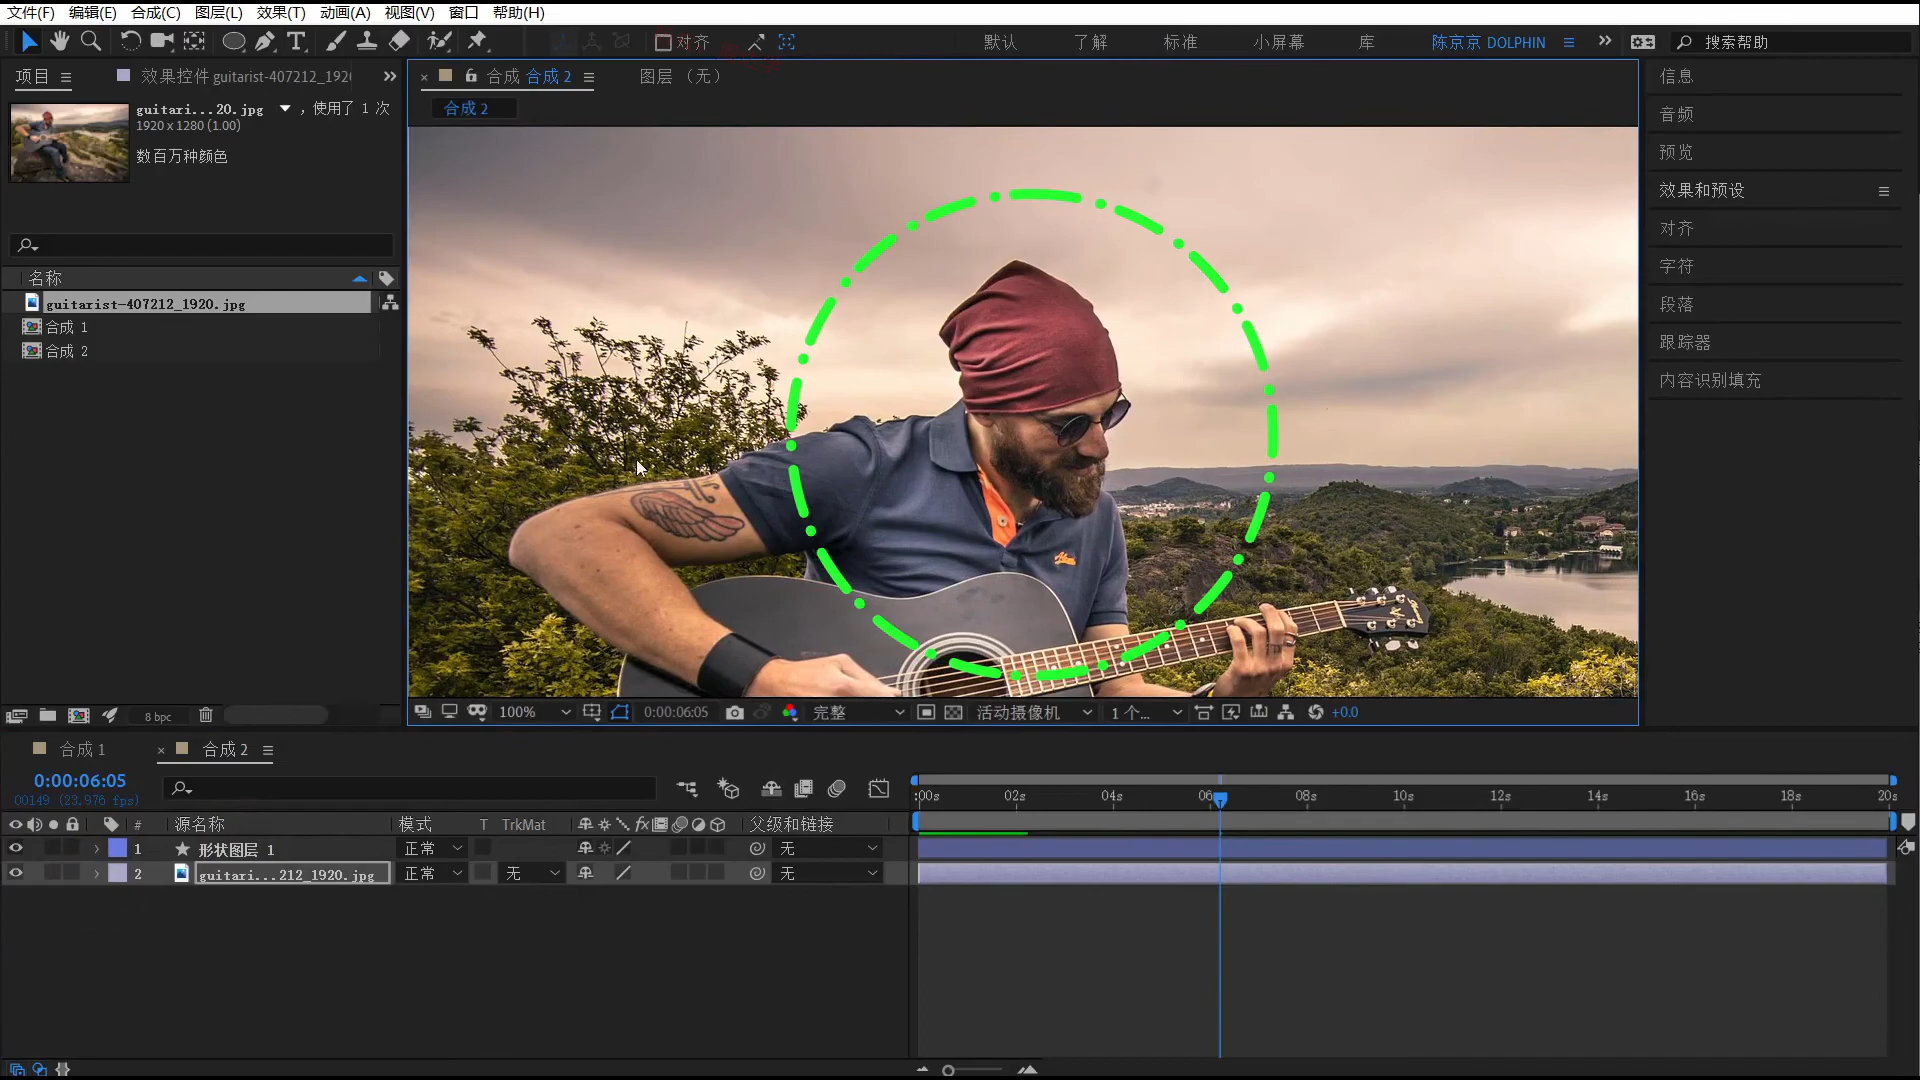 文件(F) 编辑(E) 合成(C) 图层(L) 效果(T) 动画(A) 视图(V) 窗口 帮助(H)
对齐 默认 了解 标准 小屏幕 库 陈京京 DOLPHIN 搜索帮助
项目 效果控件 guitarist-407212_192 合成 合成 2 图层 （无） 信息
guitari...20.jpg ，使用了 1 次
1920 x 1280 (1.00)
数百万种颜色
合成 2
音频
预览
效果和预设
对齐
字符
段落
跟踪器
内容识别填充
名称
guitarist-407212_1920.jpg
合成 1
合成 2
8 bpc
100% 0:00:06:05 完整 活动摄像机 1 个... +0.0
合成 1 合成 2
0:00:06:05
00149 (23.976 fps)
:00s 02s 04s 06 08s 10s 12s 14s 16s 18s 20s
# 源名称 模式 T TrkMat fx 父级和链接
1 形状图层 1 正常 无
2 guitari...212_1920.jpg 正常 无 无